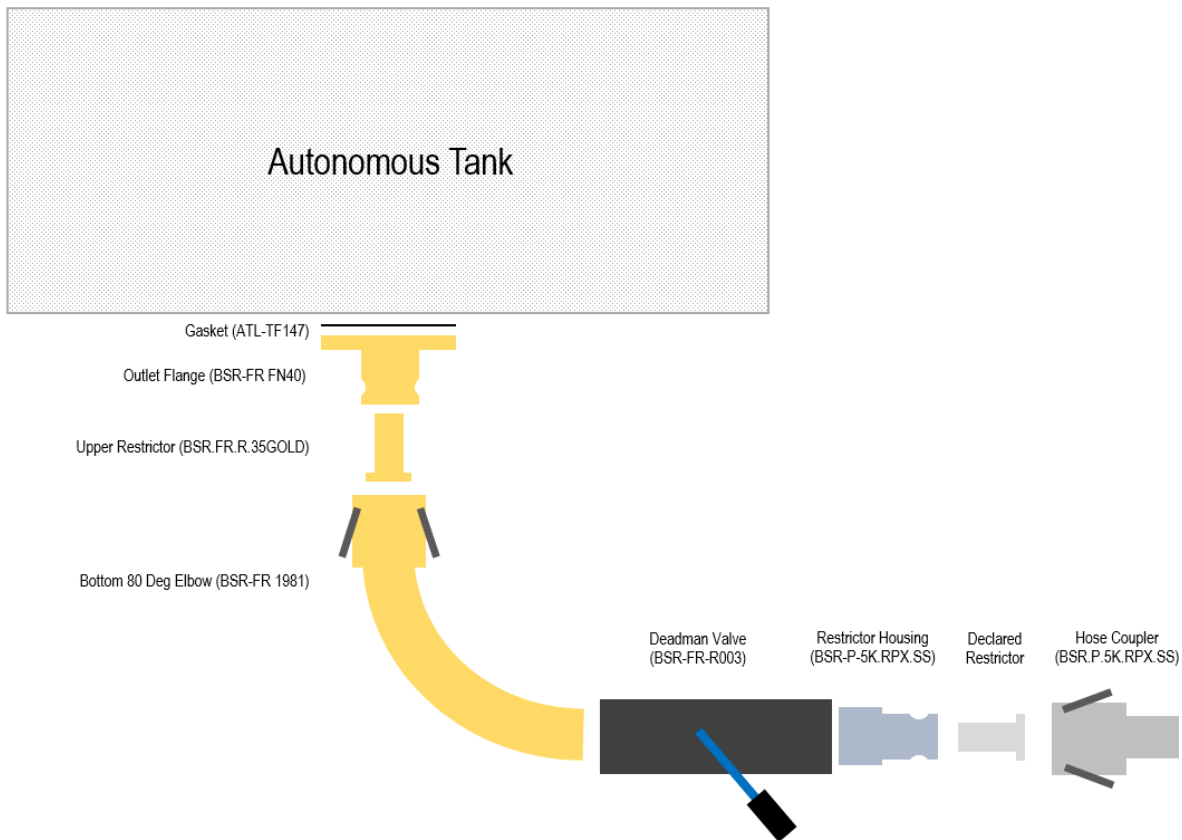 Autonomous Tank
Gasket (ATL-TF147)
Outlet Flange (BSR-FR FN40)
Upper Restrictor (BSR.FR.R.35GOLD)
Bottom 80 Deg Elbow (BSR-FR 1981)
Deadman Valve
(BSR-FR-R003)
Restrictor Housing
(BSR-P-5K.RPX.SS)
Declared
Restrictor
Hose Coupler
(BSR.P.5K.RPX.SS)